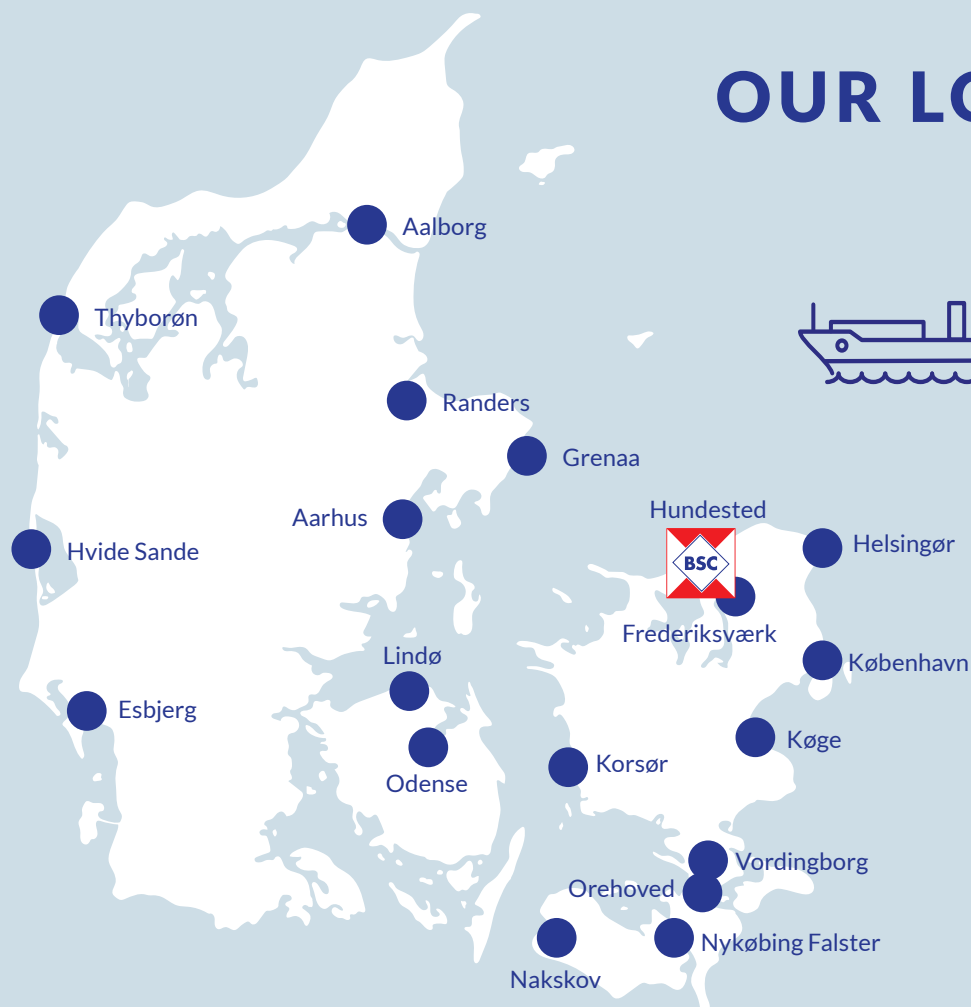 OUR LO
Aalborg
Thyborøn
Randers
Grenaa
Hundested
Aarhus
BSC
Helsingør
Hvide Sande
Frederiksværk
Lindø
København
Esbjerg
Køge
Korsør
Odense
Vordingborg
Orehoved
Nykøbing Falster
Nakskov